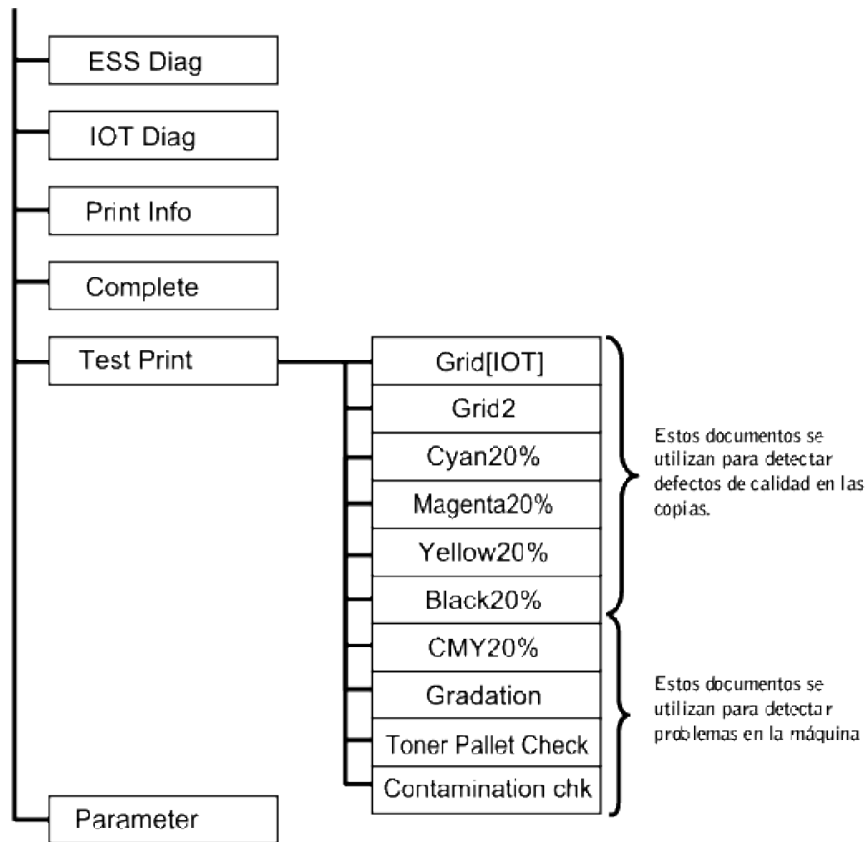 ESS Diag
IOT Diag
Print Info
Complete
Test Print
Grid[IOT]
Grid2
Cyan20%
Magenta20%
Yellow20%
Black20%
CMY20%
Gradation
Toner Pallet Check
Contamination chk
Estos documentos se
utilizan para detectar
defectos de calidad en las
copias.
Estos documentos se
utilizan para detectar
problemas en la máquina
Parameter